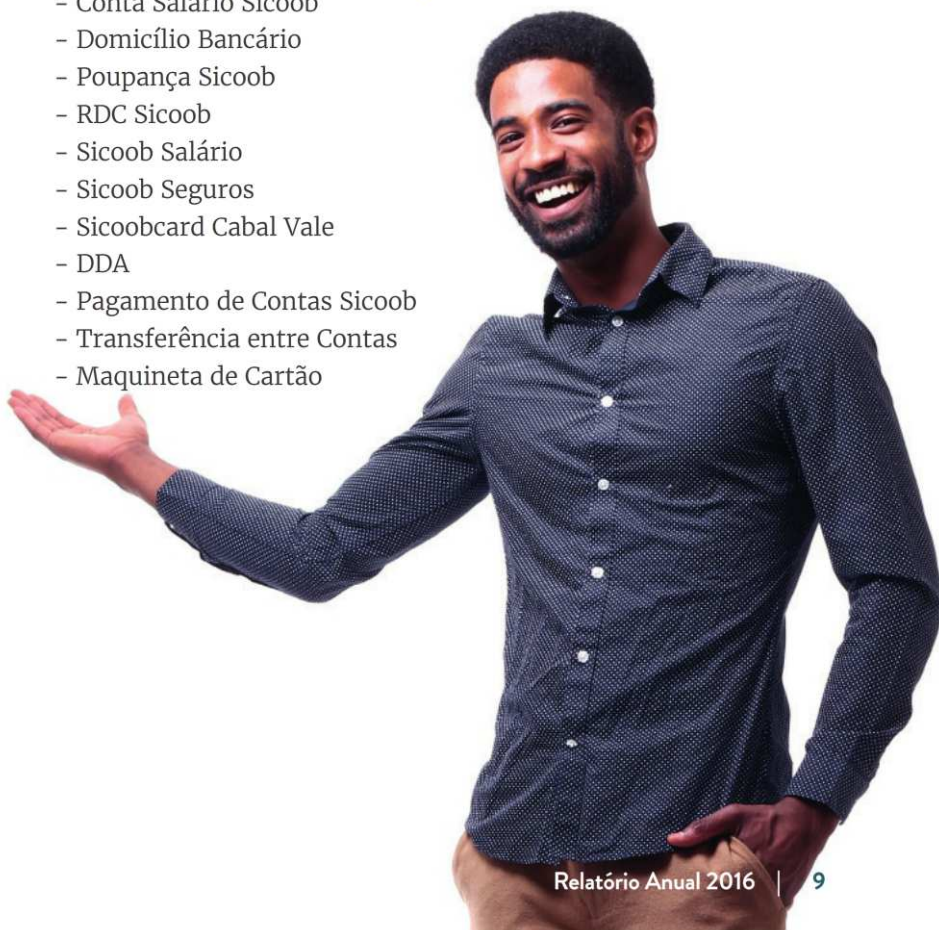 - Conta Salário Sicoob
- Domicílio Bancário
- Poupança Sicoob
- RDC Sicoob
- Sicoob Salário
- Sicoob Seguros
- Sicoobcard Cabal Vale
- DDA
- Pagamento de Contas Sicoob
- Transferência entre Contas
- Maquineta de Cartão
Relatório Anual 2016 | 9